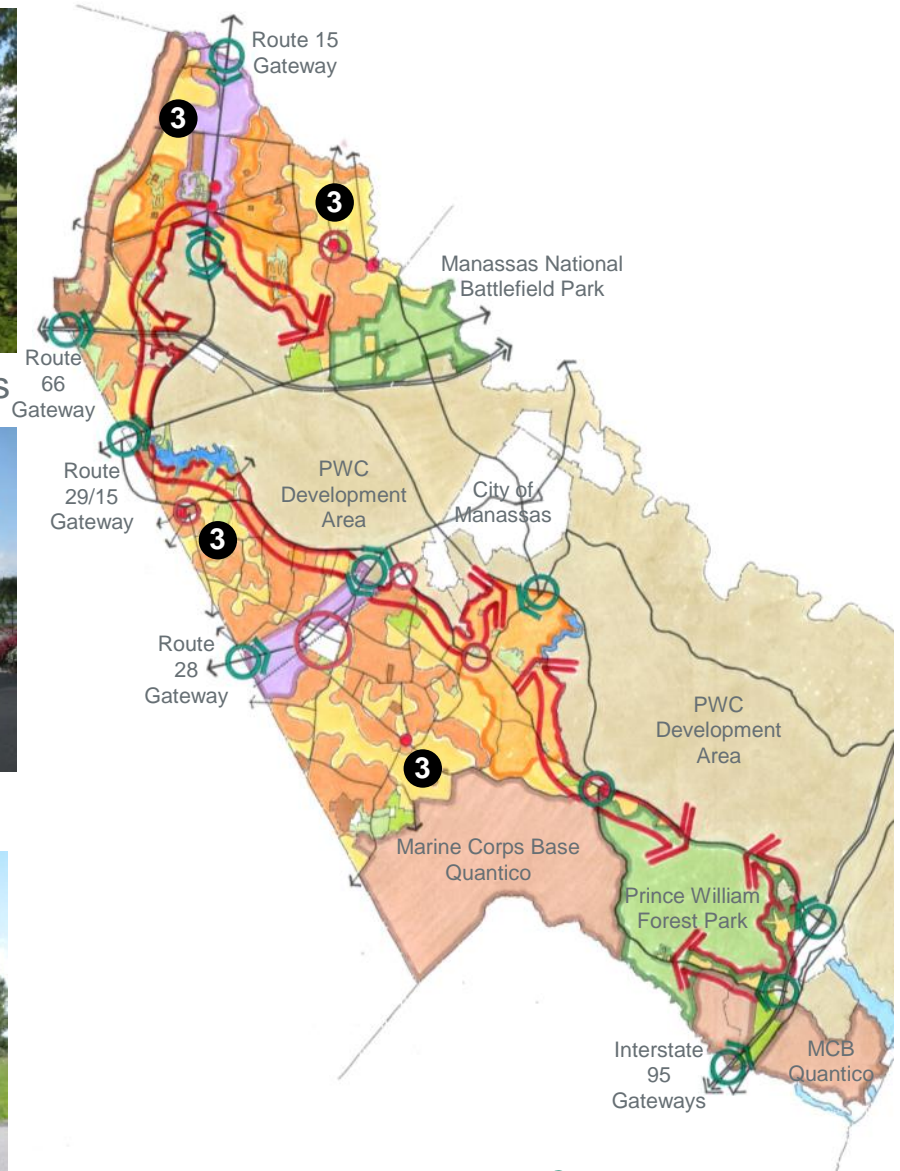 Route 15
Gateway
3
3
Manassas National
Battlefield Park
Route
66
Gateway
s
Route
29/15
Gateway
PWC
Development
Area
City of
Manassas
3
Route
28
Gateway
PWC
Development
Area
3
Marine Corps Base
Quantico
Prince William
Forest Park
Interstate
95
Gateways
MCB
Quantico